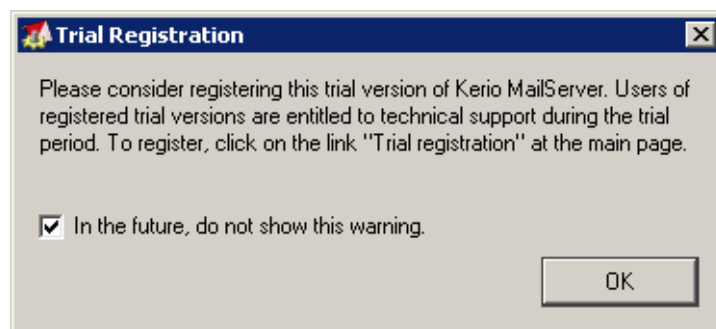 Trial Registration
Please consider registering this trial version of Kerio MailServer. Users of
registered trial versions are entitled to technical support during the trial
period. To register, click on the link "Trial registration" at the main page.
In the future, do not show this warning.
OK